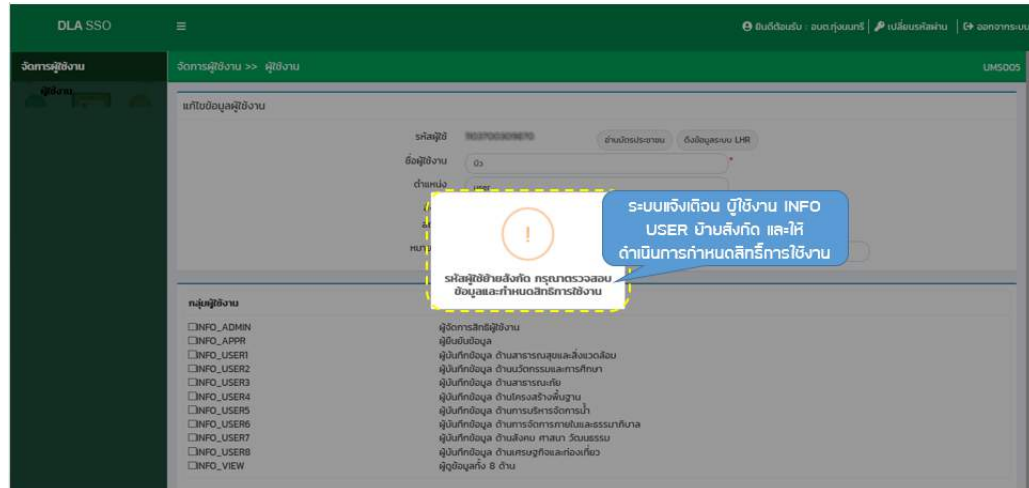 DLA SSO
ยินดีต้อนรับ : อบต.ทุ่งนนทรี
เปลี่ยนรหัสผ่าน
ออกจากระบบ
จัดการผู้ใช้งาน
จัดการผู้ใช้งาน >> ผู้ใช้งาน
UMS005
ผู้ใช้งาน
แก้ไขข้อมูลผู้ใช้งาน
รหัสผู้ใช้
อ่านบัตรประชาชน
ดึงข้อมูลระบบ LHR
ชื่อผู้ใช้งาน
บิว
*
ตำแหน่ง
user
ระบบแจ้งเตือน ผู้ใช้งาน INFO
USER ย้ายสังกัด และให้
ดำเนินการกำหนดสิทธิ์การใช้งาน
!
รหัสผู้ใช้ย้ายสังกัด กรุณาตรวจสอบ
ข้อมูลและกำหนดสิทธิการใช้งาน
กลุ่มผู้ใช้งาน
INFO_ADMIN ผู้จัดการสิทธิผู้ใช้งาน
INFO_APPR ผู้ยืนยันข้อมูล
INFO_USER1 ผู้บันทึกข้อมูล ด้านสาธารณสุขและสิ่งแวดล้อม
INFO_USER2 ผู้บันทึกข้อมูล ด้านนวัตกรรมและการศึกษา
INFO_USER3 ผู้บันทึกข้อมูล ด้านสาธารณะภัย
INFO_USER4 ผู้บันทึกข้อมูล ด้านโครงสร้างพื้นฐาน
INFO_USER5 ผู้บันทึกข้อมูล ด้านการบริหารจัดการน้ำ
INFO_USER6 ผู้บันทึกข้อมูล ด้านการจัดการภายในและธรรมาภิบาล
INFO_USER7 ผู้บันทึกข้อมูล ด้านสังคม ศาสนา วัฒนธรรม
INFO_USER8 ผู้บันทึกข้อมูล ด้านเศรษฐกิจและท่องเที่ยว
INFO_VIEW ผู้ดูข้อมูลทั้ง 8 ด้าน